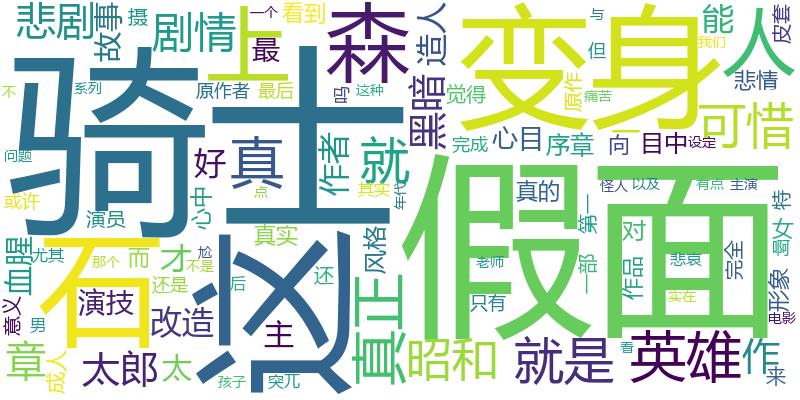 悲剧
故事
摄
剧情
上
一个
最
看到
森
造人
变身
能
与
但
人
皮套
我们
不
系列
骑士
原作者
最后
吗
这种
黑暗
觉得
原作
痛苦
悲情
可惜
问题
好
真
作者
就
完成
心目
序章
一
向
目中
设定
或许
演员
心中
点
其实
年代
假面
真的
怪人
以及
有点
主演
特
血腥
尤其
石
那个
而
才
不是
尬
真实
还是
风格
第一
一部
对
作品
悲哀
完全
女
啊
形象
意义
男
演技
改造
后
还
主
真正
老师
只有
实在
电影
章
成人
太郎
太
孩子
突兀
昭和
就是
英雄
看
作
来